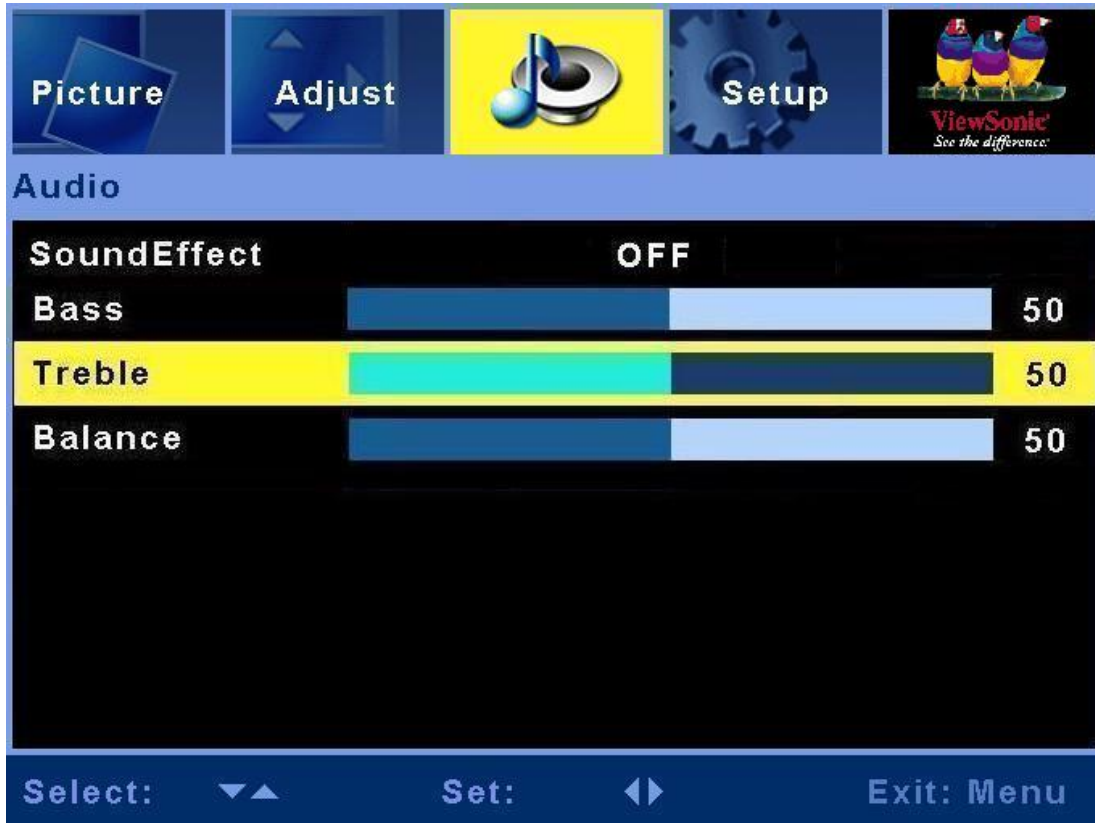 Picture
Adjust
Setup
ViewSonic®
See the difference.™
Audio
SoundEffect OFF
Bass 50
Treble 50
Balance 50
Select: ▼▲ Set: ◀▶ Exit: Menu